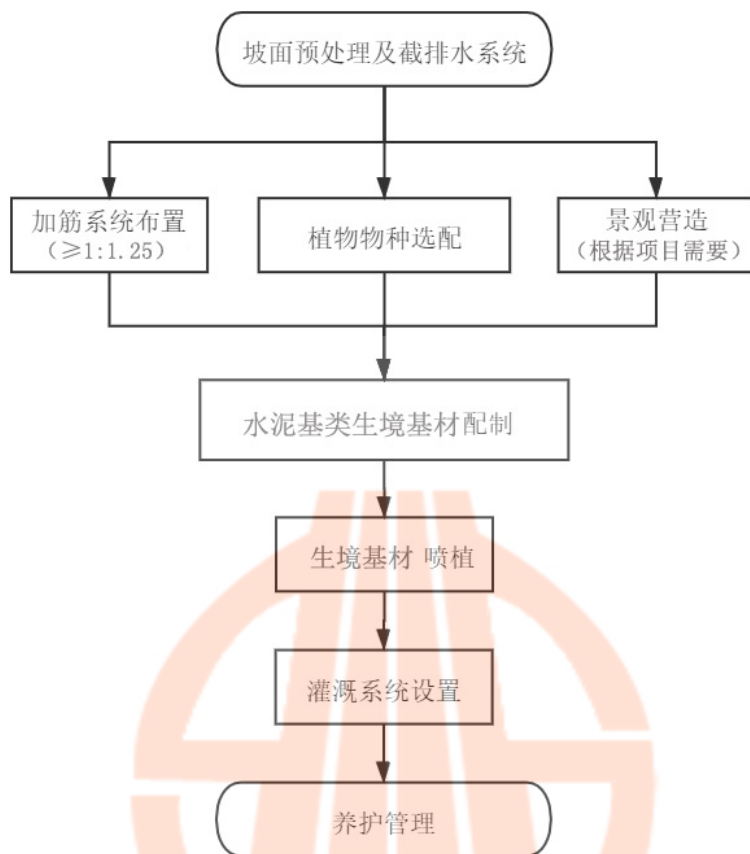 坡面预处理及截排水系统
加筋系统布置
（≥1:1.25）
植物物种选配
景观营造
（根据项目需要）
水泥基类生境基材配制
生境基材 喷植
灌溉系统设置
养护管理